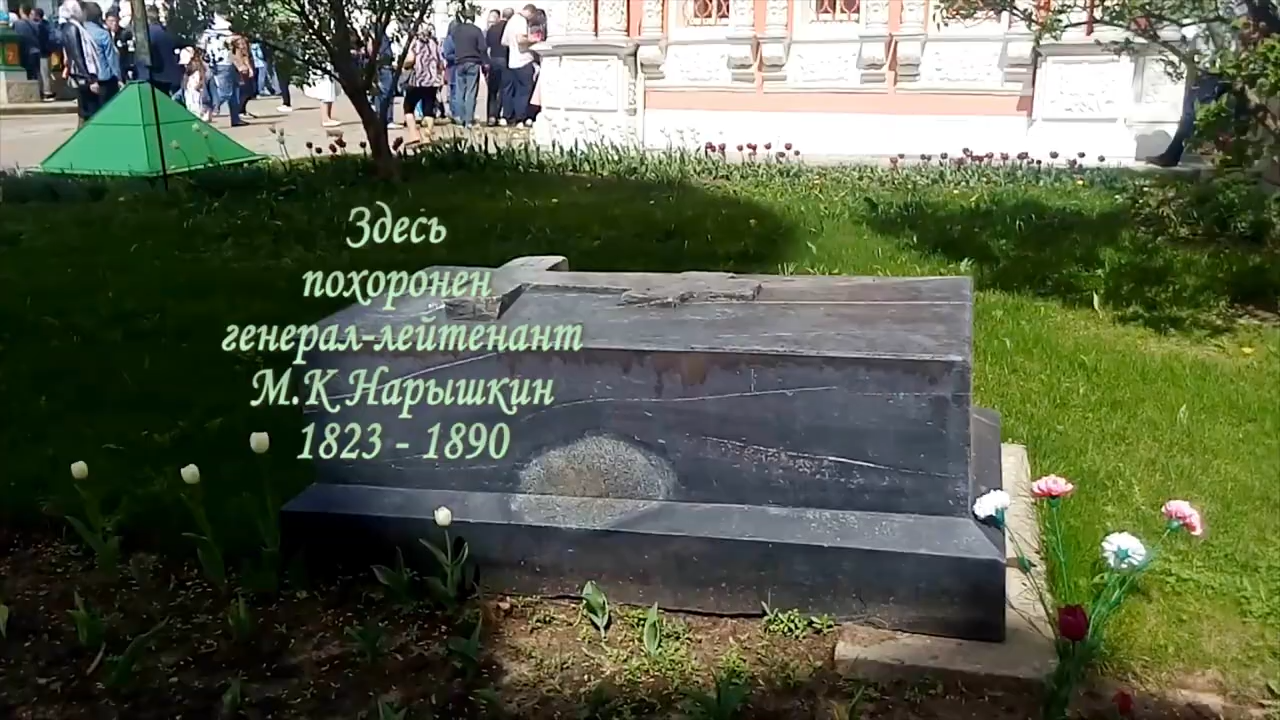 Здесь
похоронен
генерал-лейтенант
М.К Нарышкин
1823 - 1890